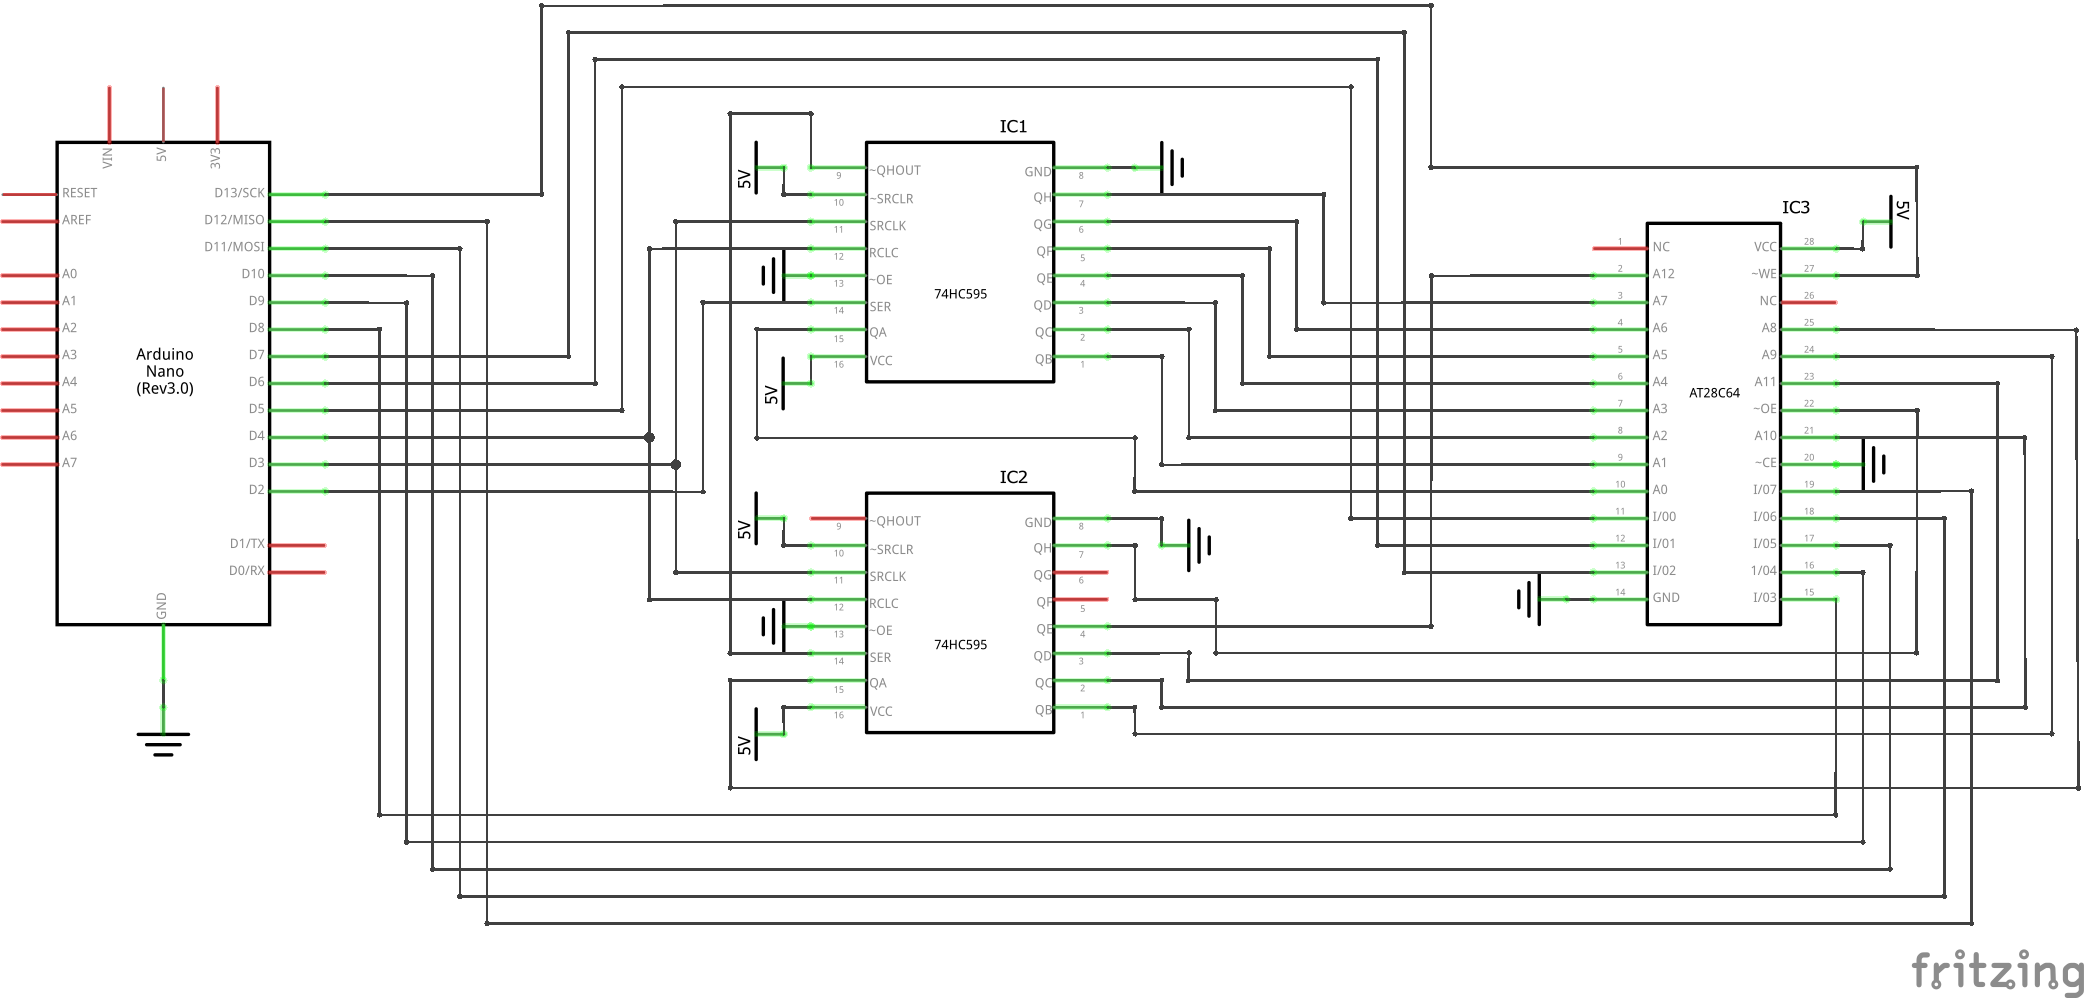 VIN
5V
3V3
RESET
AREF
A0
A1
A2
A3
A4
A5
A6
A7
Arduino
Nano
(Rev3.0)
D13/SCK
D12/MISO
D11/MOSI
D10
D9
D8
D7
D6
D5
D4
D3
D2
D1/TX
D0/RX
GND
IC1
5V
5V
~QHOUT
9
~SRCLR
10
SRCLK
11
RCLC
12
~OE
13
SER
14
QA
15
VCC
16
74HC595
GND
8
QH
7
QG
6
QF
5
QE
4
QD
3
QC
2
QB
1
IC2
5V
5V
~QHOUT
9
~SRCLR
10
SRCLK
11
RCLC
12
~OE
13
SER
14
QA
15
VCC
16
74HC595
GND
8
QH
7
QG
6
QF
5
QE
4
QD
3
QC
2
QB
1
IC3
5V
1 NC
2 A12
3 A7
4 A6
5 A5
6 A4
7 A3
8 A2
9 A1
10 A0
11 I/00
12 I/01
13 I/02
14 GND
AT28C64
VCC 28
~WE 27
NC 26
A8 25
A9 24
A11 23
~OE 22
A10 21
~CE 20
I/07 19
I/06 18
I/05 17
1/04 16
I/03 15
fritzing